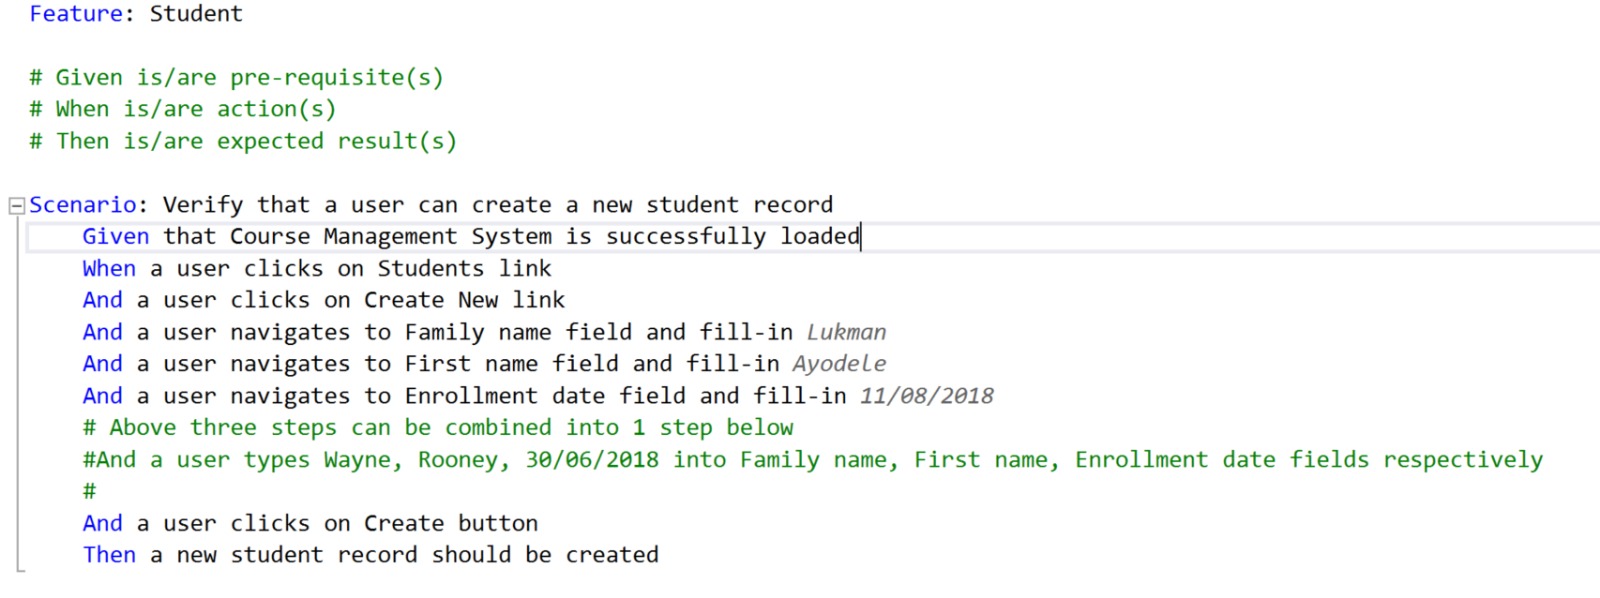 Feature: Student
# Given is/are pre-requisite(s)
# When is/are action(s)
# Then is/are expected result(s)
Scenario: Verify that a user can create a new student record
Given that Course Management System is successfully loaded
When a user clicks on Students link
And a user clicks on Create New link
And a user navigates to Family name field and fill-in Lukman
And a user navigates to First name field and fill-in Ayodele
And a user navigates to Enrollment date field and fill-in 11/08/2018
# Above three steps can be combined into 1 step below
#And a user types Wayne, Rooney, 30/06/2018 into Family name, First name, Enrollment date fields respectively
#
And a user clicks on Create button
Then a new student record should be created